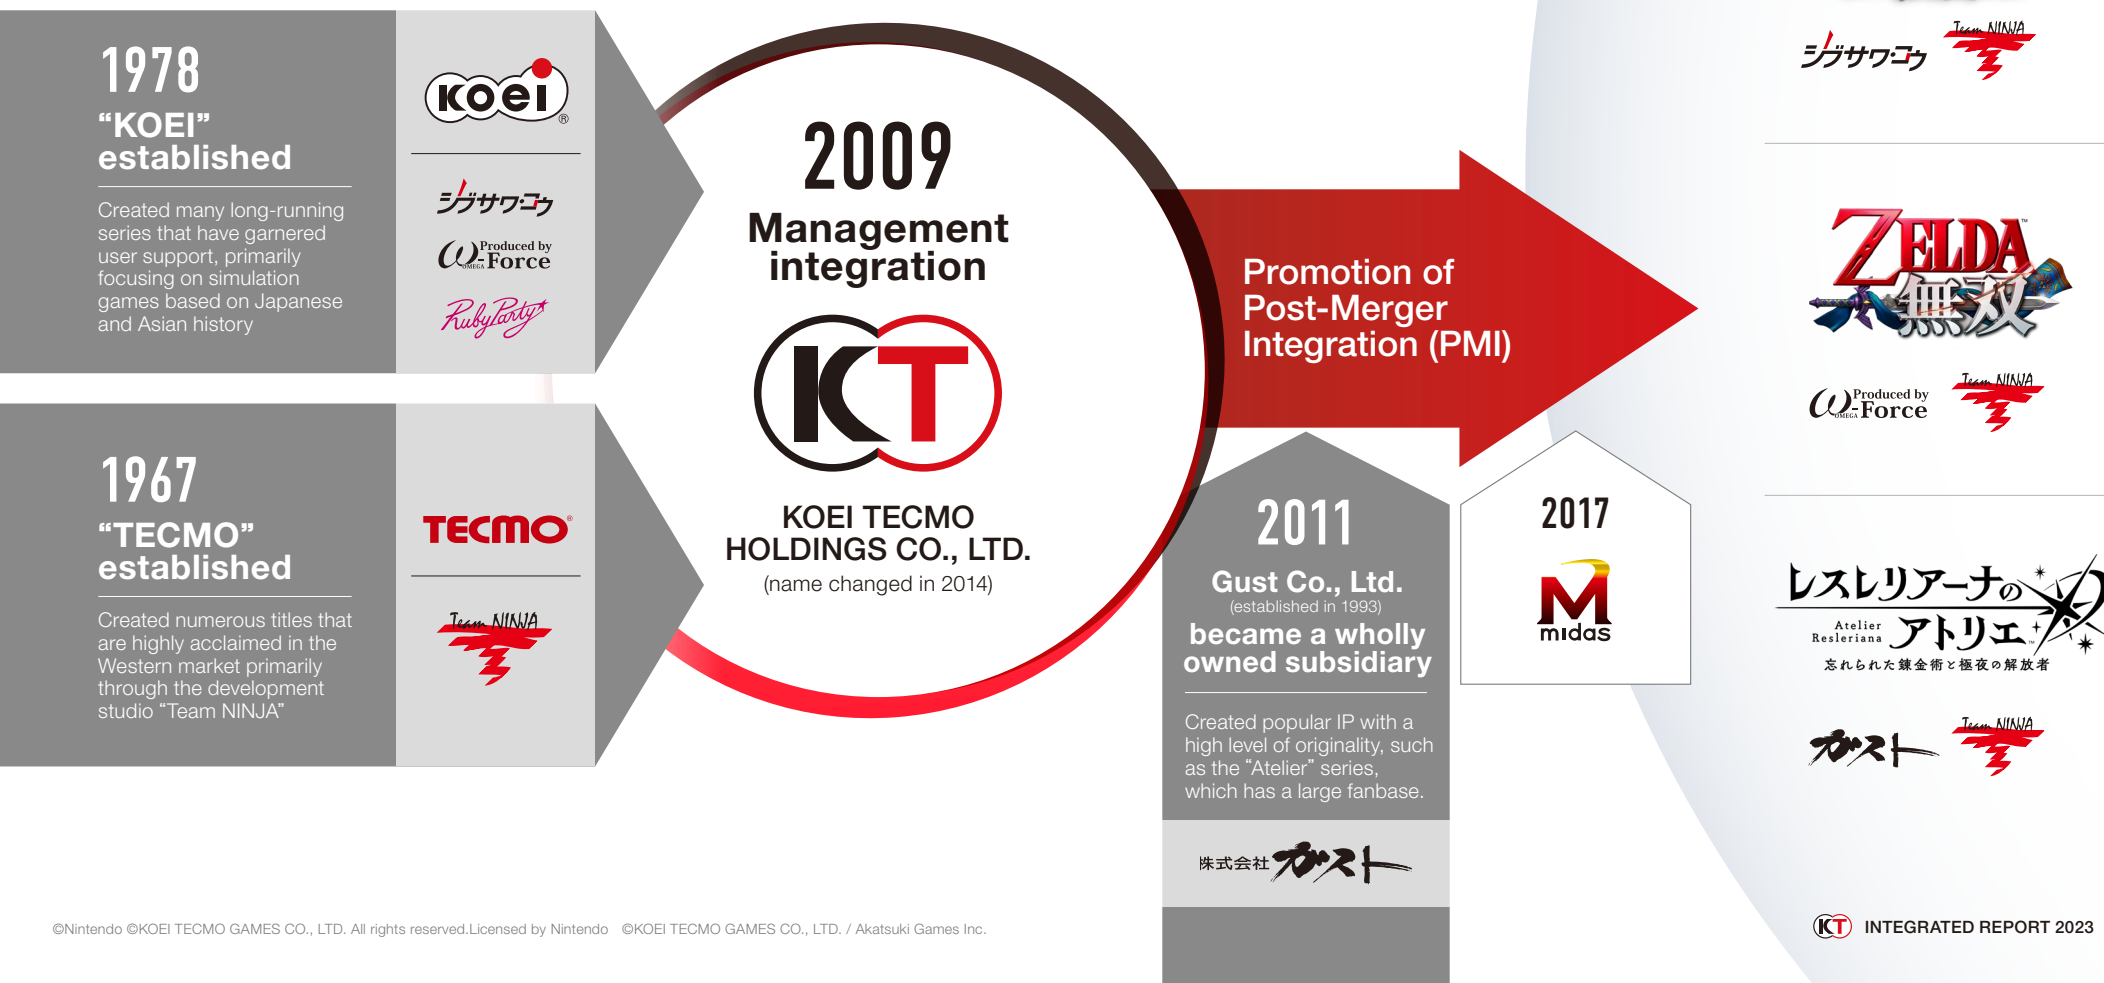 1978
“KOEI”
established
Created many long-running
series that have garnered
user support, primarily
focusing on simulation
games based on Japanese
and Asian history
KOEI®
シブサワ・コウ
Produced by
ω-Force
OMEGA
RubyParty
1967
“TECMO”
established
Created numerous titles that
are highly acclaimed in the
Western market primarily
through the development
studio “Team NINJA”
TECMO®
Team NINJA
2009
Management
integration
KT
KOEI TECMO
HOLDINGS CO., LTD.
(name changed in 2014)
Promotion of
Post-Merger
Integration (PMI)
2011
Gust Co., Ltd.
(established in 1993)
became a wholly
owned subsidiary
Created popular IP with a
high level of originality, such
as the “Atelier” series,
which has a large fanbase.
株式会社ガスト
2017
M
midas
シブサワ・コウ
Team NINJA
ZELDA™
無双
Produced by
ω-Force
OMEGA
Team NINJA
レスレリアーナの
Atelier
Resleriana
アトリエ™
忘れられた錬金術と極夜の解放者
ガスト
Team NINJA
©Nintendo ©KOEI TECMO GAMES CO., LTD. All rights reserved.Licensed by Nintendo ©KOEI TECMO GAMES CO., LTD. / Akatsuki Games Inc.
KT INTEGRATED REPORT 2023